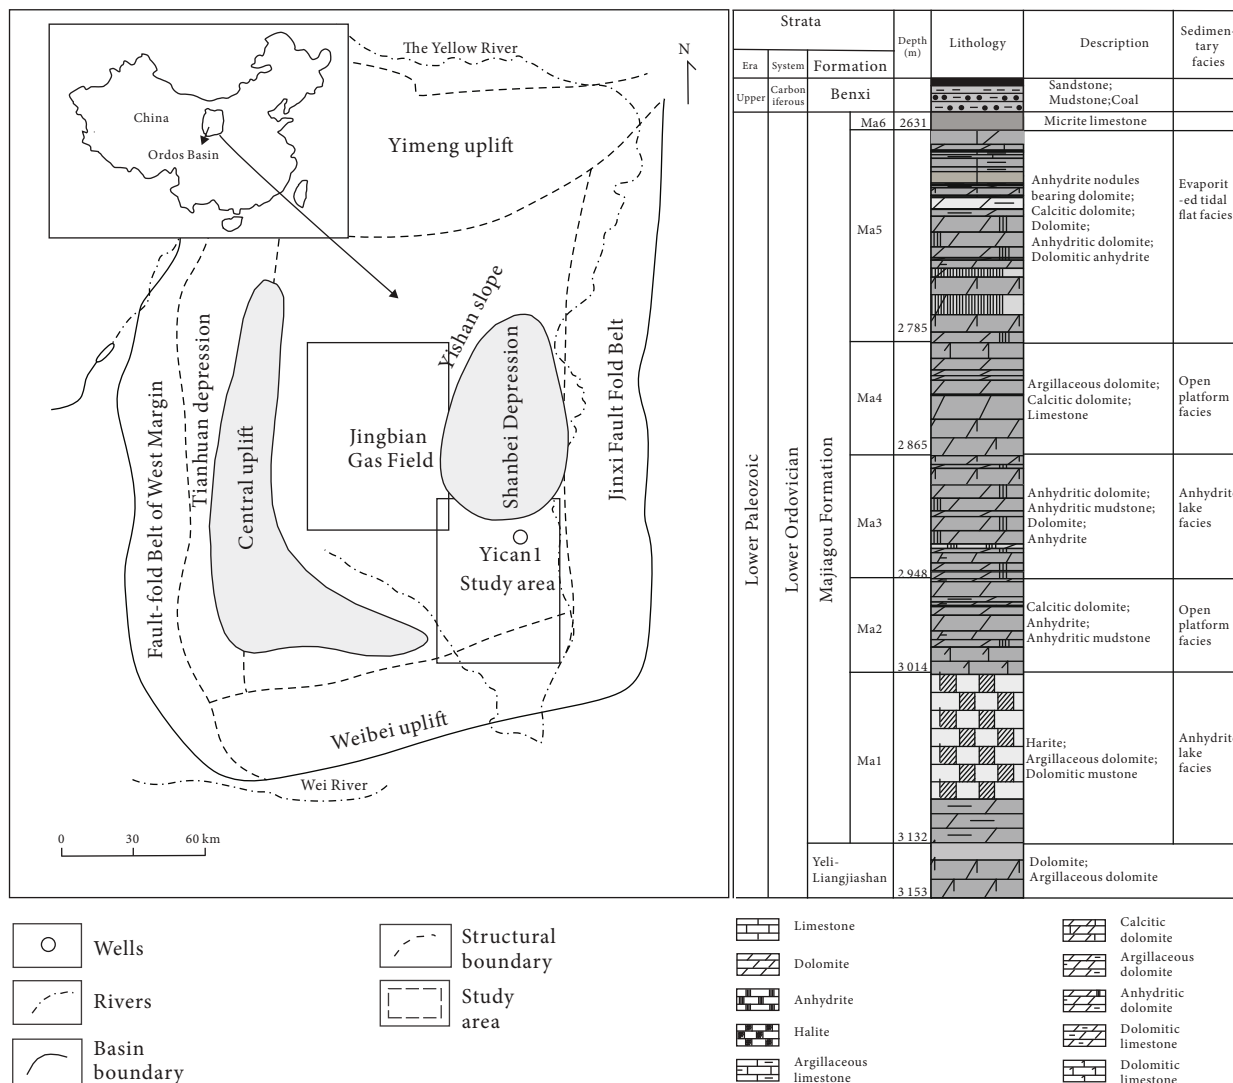 The Yellow River
N
China
Ordos Basin
Yimeng uplift
Yishan slope
Tianhuan depression
Fault-fold Belt of West Margin
Central uplift
Jingbian
Gas Field
Shanbei Depression
Jinxi Fault Fold Belt
Yican1
Study area
Weibei uplift
Wei River
0 30 60 km
Wells
Rivers
Basin
boundary
Structural
boundary
Study
area
Strata
Era
System
Formation
Depth
(m)
Lithology
Description
Sedimen-
tary
facies
Upper
Carbon
iferous
Benxi
Sandstone;
Mudstone;Coal
Lower Paleozoic
Lower Ordovician
Majiagou Formation
Ma6
2631
Micrite limestone
Ma5
2 785
Anhydrite nodules
bearing dolomite;
Calcitic dolomite;
Dolomite;
Anhydritic dolomite;
Dolomitic anhydrite
Evaporit
-ed tidal
flat facies
Ma4
2 865
Argillaceous dolomite;
Calcitic dolomite;
Limestone
Open
platform
facies
Ma3
2 948
Anhydritic dolomite;
Anhydritic mudstone;
Dolomite;
Anhydrite
Anhydrite
lake
facies
Ma2
3 014
Calcitic dolomite;
Anhydrite;
Anhydritic mudstone
Open
platform
facies
Ma1
3 132
Harite;
Argillaceous dolomite;
Dolomitic mustone
Anhydrite
lake
facies
Yeli-
Liangjiashan
3 153
Dolomite;
Argillaceous dolomite
Limestone
Dolomite
Anhydrite
Halite
Argillaceous
limestone
Calcitic
dolomite
Argillaceous
dolomite
Anhydritic
dolomite
Dolomitic
limestone
Dolomitic
limestone